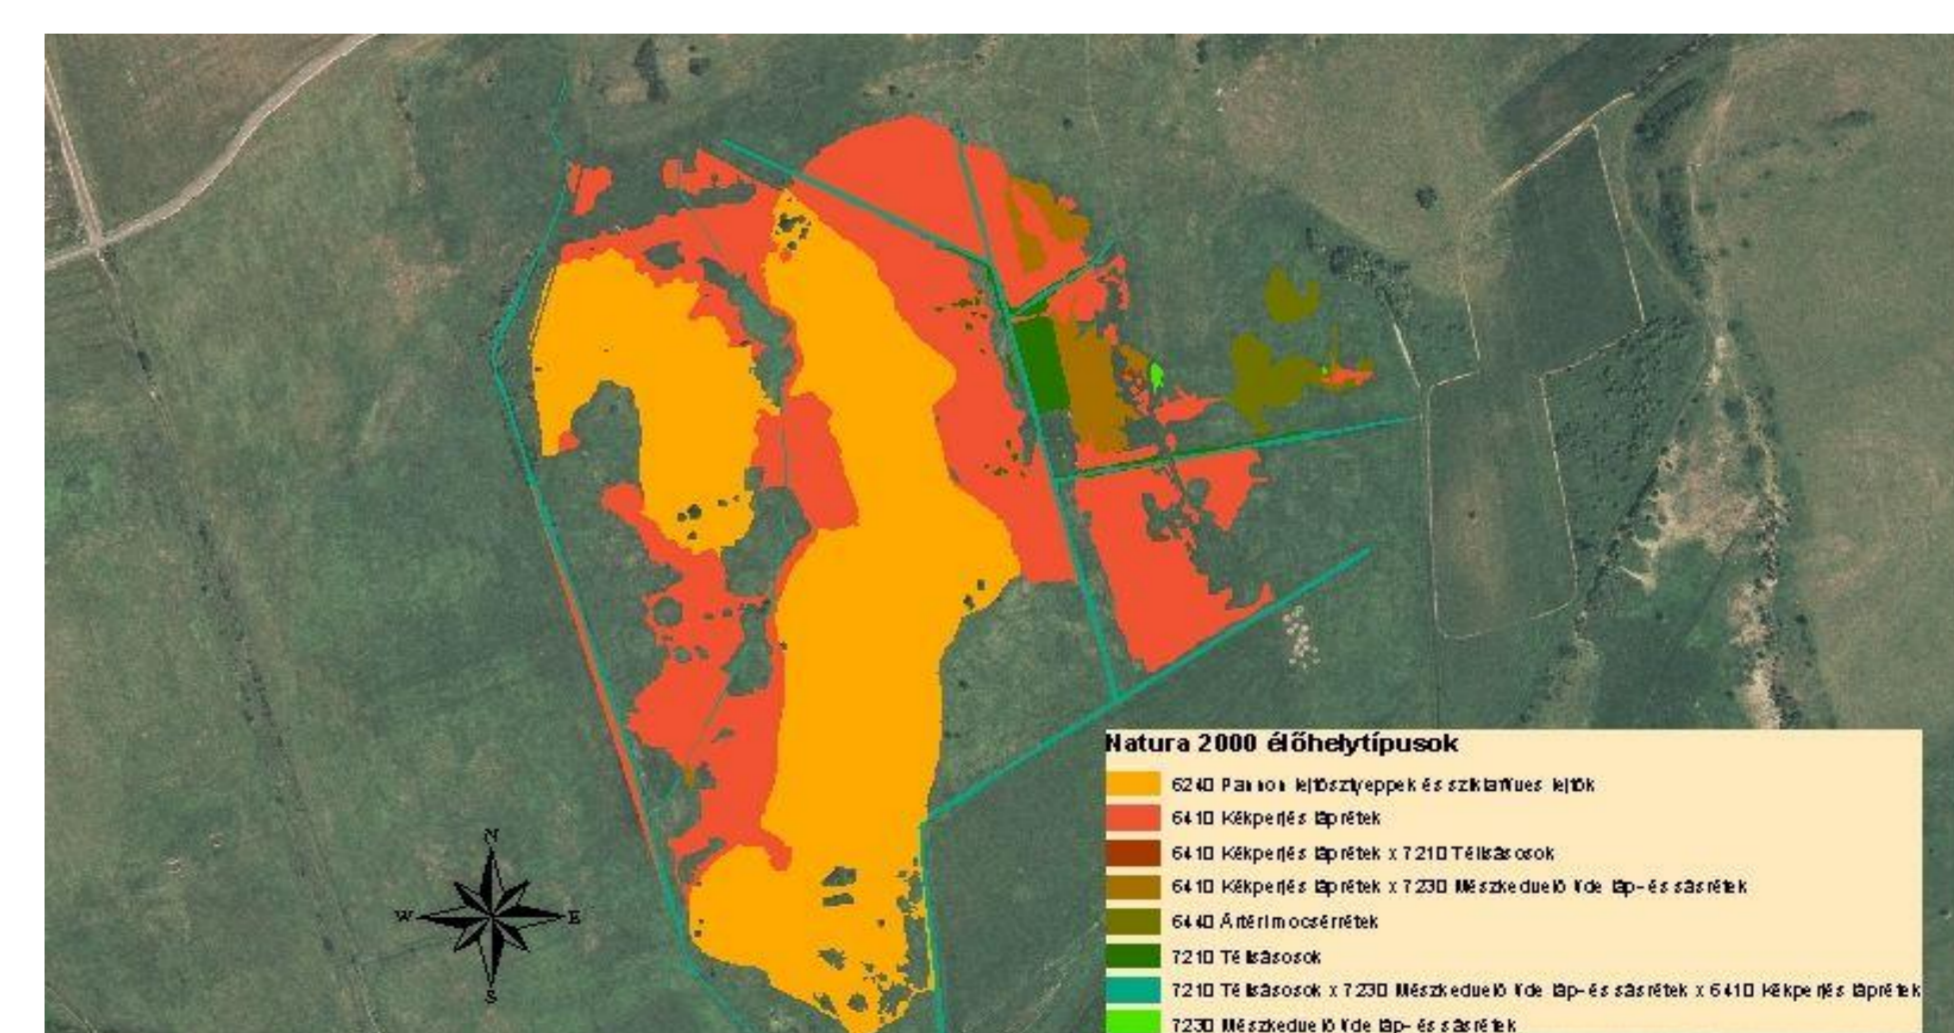 N
W
E
S
Natura 2000 élőhelytípusok
6240 Pannon lejtősztyeppek és sziklafüves lejtők
6410 Kékperjés láprétek
6410 Kékperjés láprétek x 7210 Télisásosok
6410 Kékperjés láprétek x 7230 Mészkedvelő üde láp- és sásrétek
6440 Ártéri mocsárrétek
7210 Télisásosok
7210 Télisásosok x 7230 Mészkedvelő üde láp- és sásrétek x 6410 Kékperjés láprétek
7230 Mészkedvelő üde láp- és sásrétek